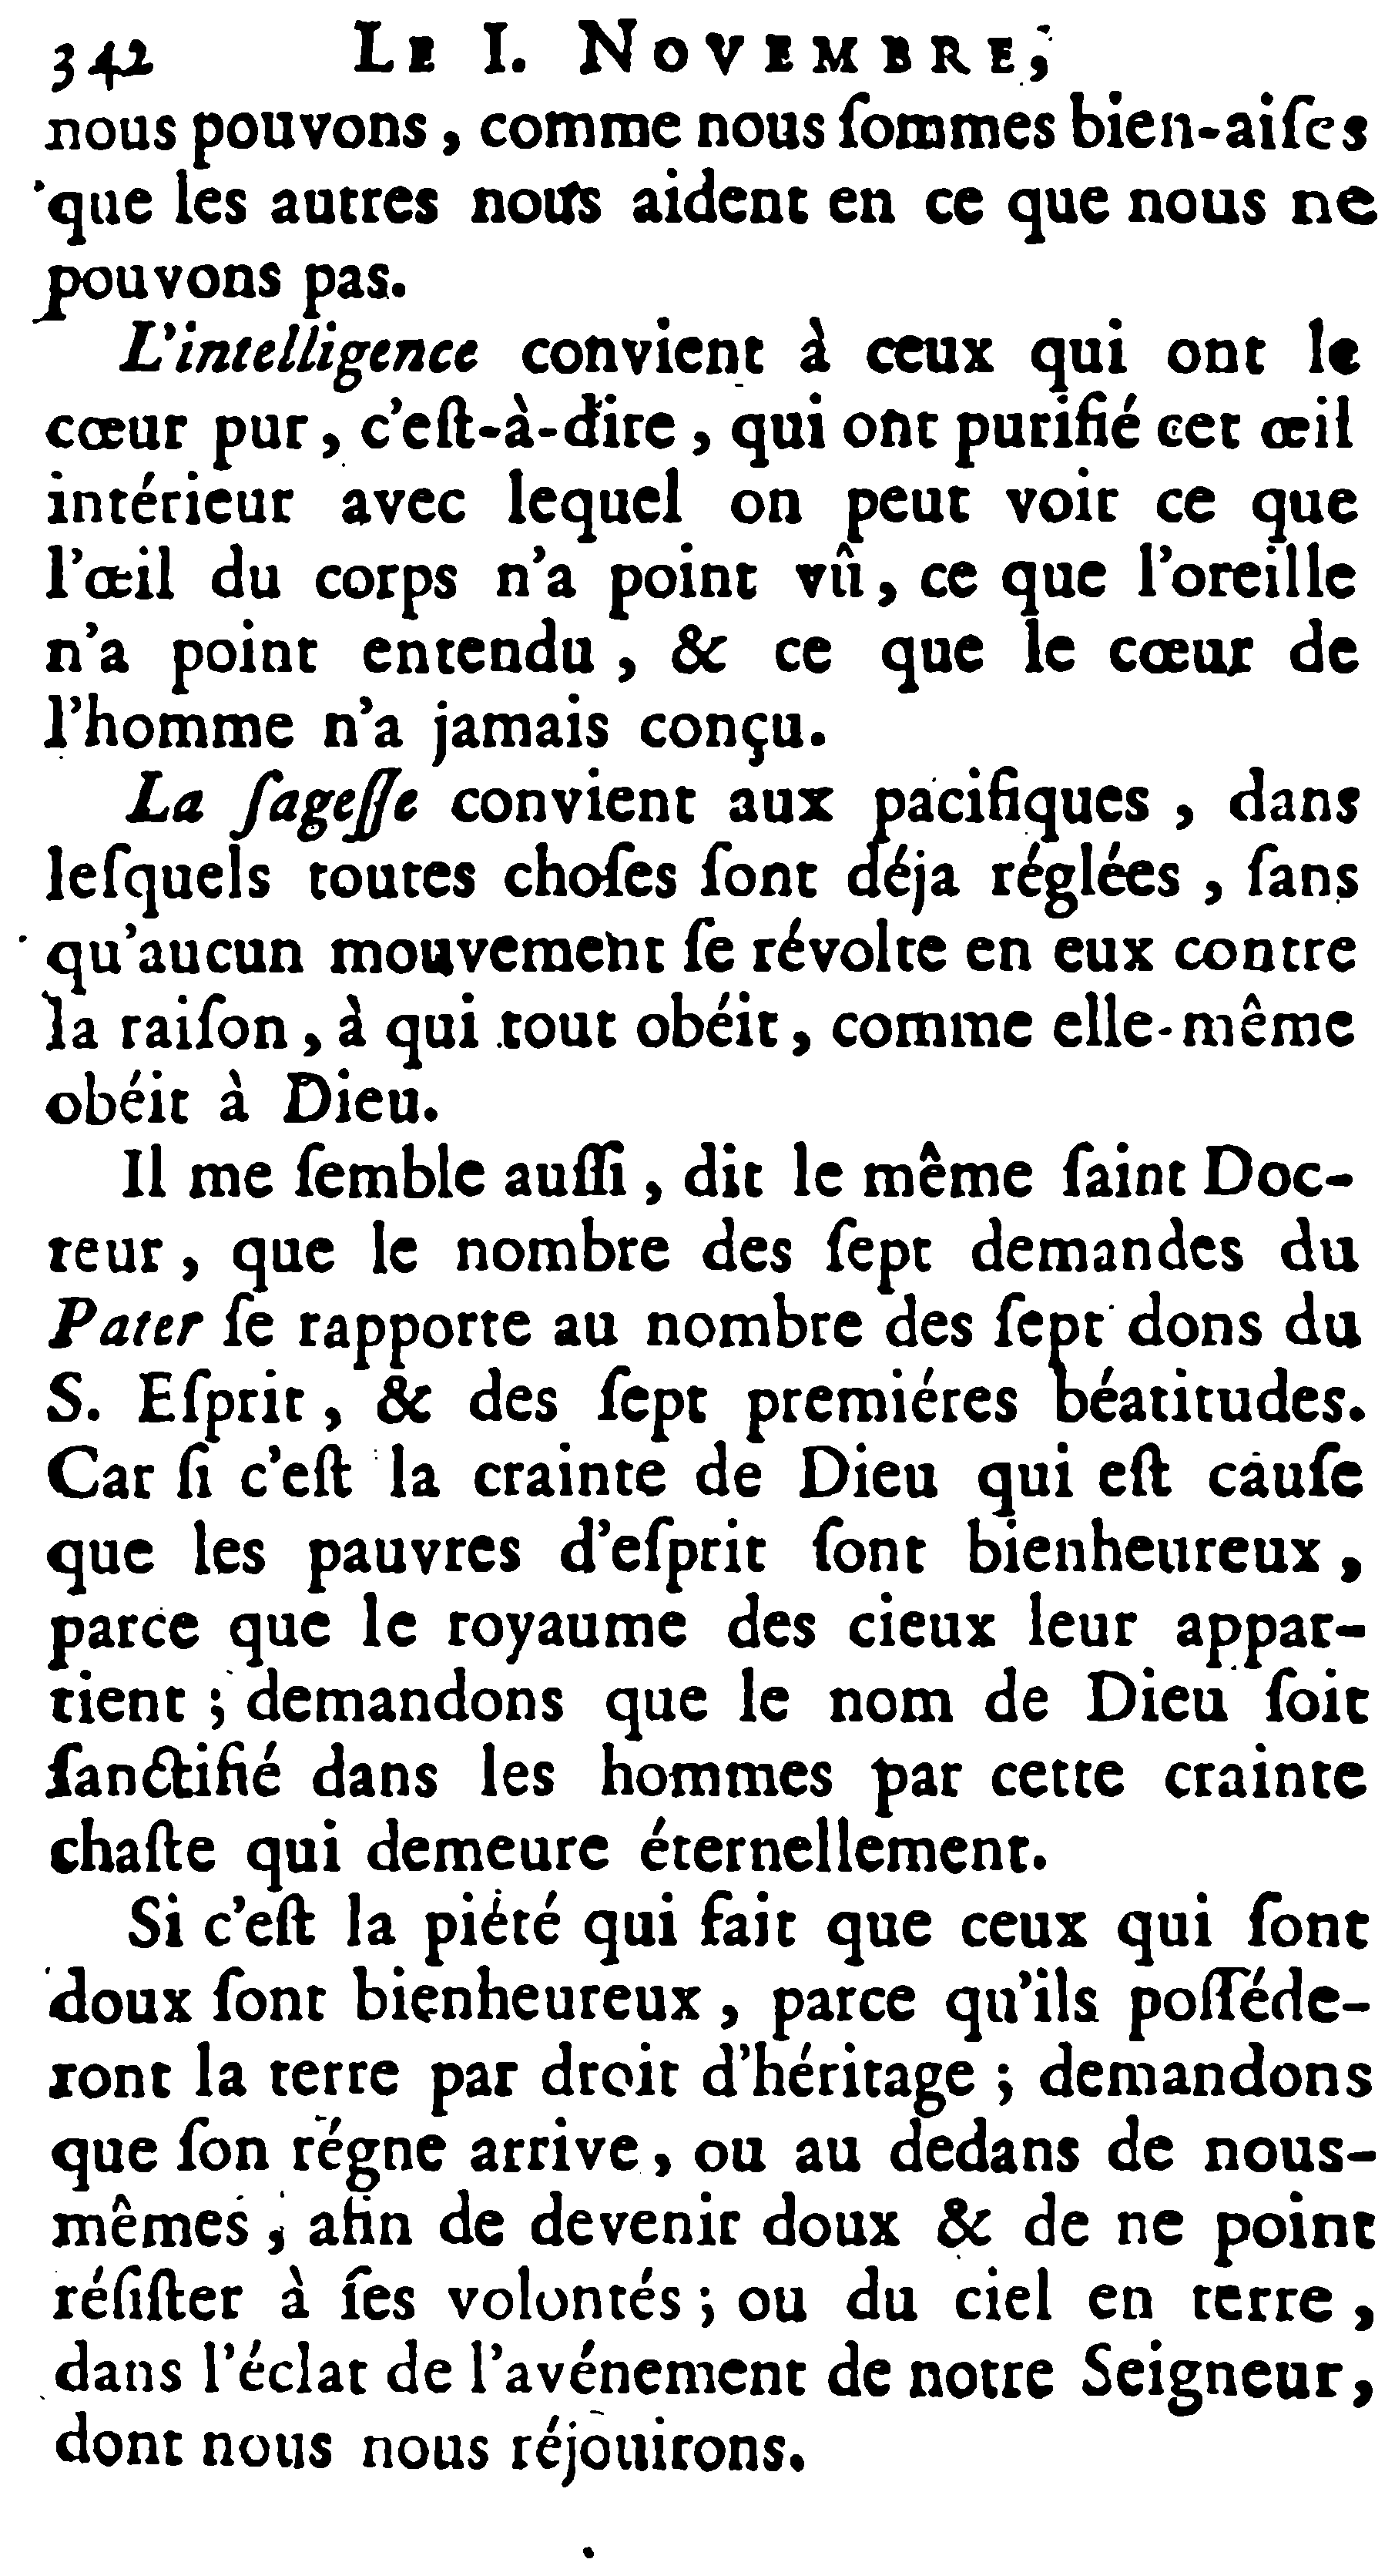 342 LE I. NOVEMBRE,
nous pouvons, comme nous ſommes bien-aiſes
que les autres nous aident en ce que nous ne
pouvons pas.
L'intelligence convient à ceux qui ont le
cœur pur, c'eſt-à-dire, qui ont purifié cet œil
intérieur avec lequel on peut voir ce que
l'œil du corps n'a point vû, ce que l'oreille
n'a point entendu, & ce que le cœur de
l'homme n'a jamais conçu.
La ſageſſe convient aux pacifiques, dans
leſquels toutes choſes ſont déja réglées, ſans
qu'aucun mouvement ſe révolte en eux contre
la raiſon, à qui tout obéit, comme elle-même
obéit à Dieu.
Il me ſemble auſſi, dit le même ſaint Doc-
teur, que le nombre des ſept demandes du
Pater ſe rapporte au nombre des ſept dons du
S. Eſprit, & des ſept premiéres béatitudes.
Car ſi c'eſt la crainte de Dieu qui eſt cauſe
que les pauvres d'eſprit ſont bienheureux,
parce que le royaume des cieux leur appar-
tient; demandons que le nom de Dieu ſoit
ſanctifié dans les hommes par cette crainte
chaſte qui demeure éternellement.
Si c'eſt la piété qui fait que ceux qui ſont
doux ſont bienheureux, parce qu'ils poſſéde-
ront la terre par droit d'héritage; demandons
que ſon régne arrive, ou au dedans de nous-
mêmes, afin de devenir doux & de ne point
réſiſter à ſes volontés; ou du ciel en terre,
dans l'éclat de l'avénement de notre Seigneur,
dont nous nous réjouirons.